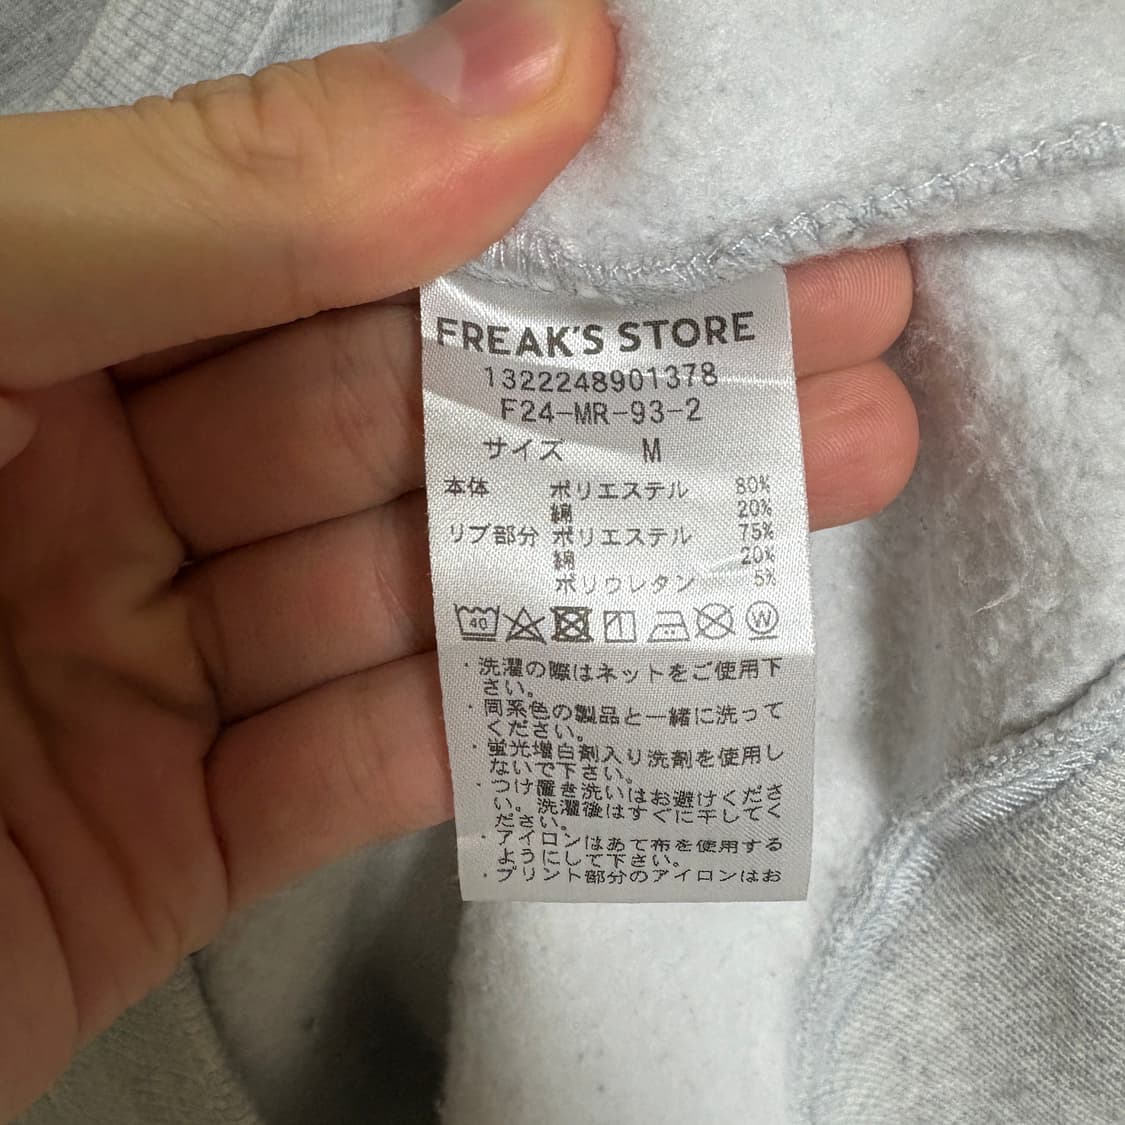 FREAK'S STORE
1322248901378
F24-MR-93-2
サイズ M
本体 ポリエステル 80%
綿 20%
リブ部分 ポリエステル 75%
綿 20%
ポリウレタン 5%
40 W
・洗濯の際はネットをご使用下
さい。
・同系色の製品と一緒に洗って
ください。
・蛍光増白剤入り洗剤を使用し
ないで下さい。
・つけ置き洗いはお避けくださ
い。洗濯後はすぐに干してく
ださい。
・アイロンはあて布を使用する
ようにして下さい。
・プリント部分のアイロンはお